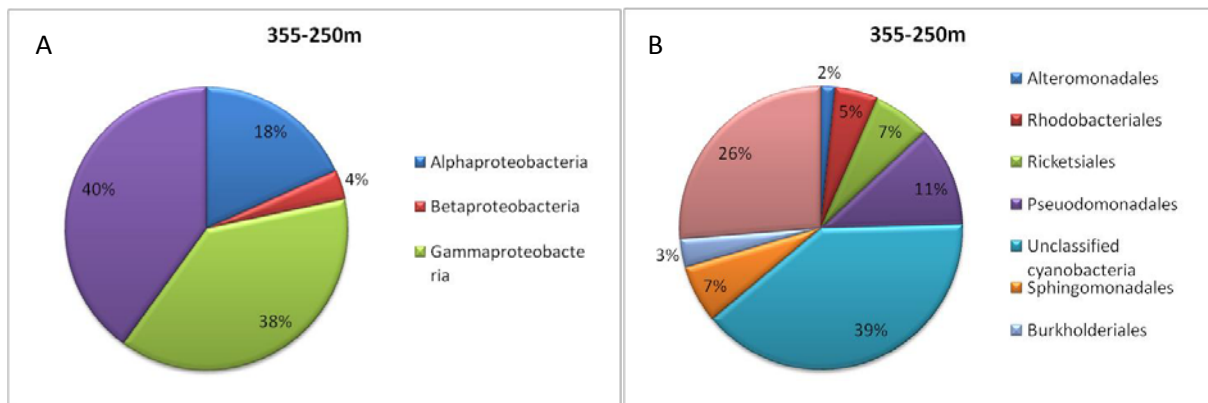 A
355-250m
18%
4%
40%
38%
Alphaproteobacteria
Betaproteobacteria
Gammaproteobacte
ria
B
355-250m
2%
5%
7%
26%
11%
3%
7%
39%
Alteromonadales
Rhodobacteriales
Ricketsiales
Pseudomonadales
Unclassified
cyanobacteria
Sphingomonadales
Burkholderiales